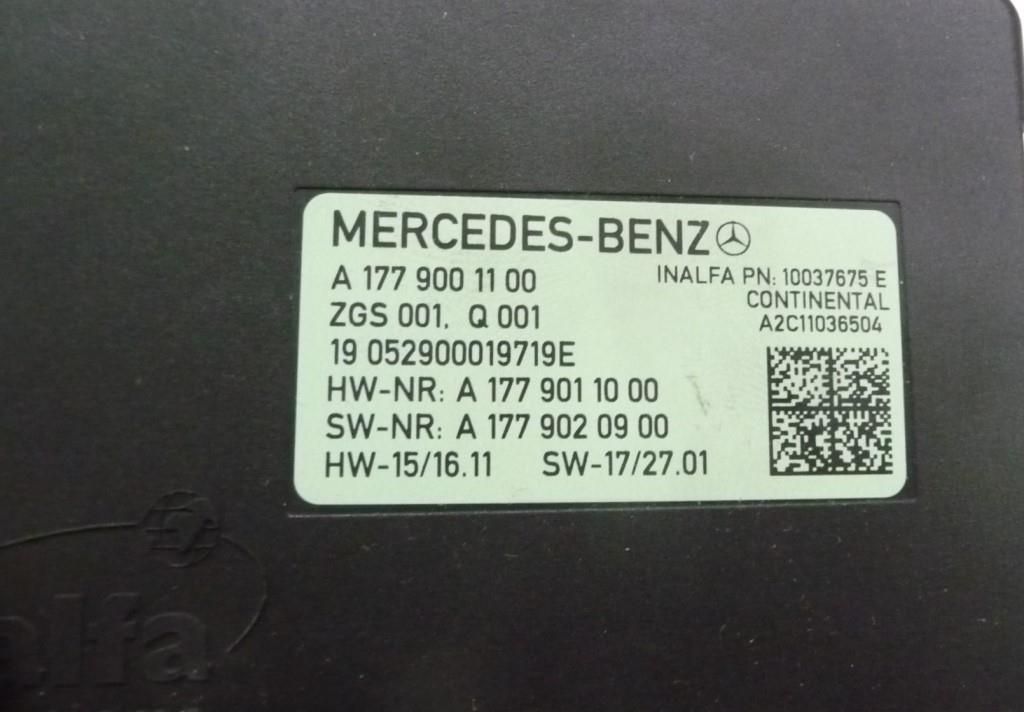 MERCEDES-BENZ
A 177 900 11 00
INALFA PN: 10037675 E
CONTINENTAL
A2C11036504
ZGS 001, Q 001
19 052900019719E
HW-NR: A 177 901 10 00
SW-NR: A 177 902 09 00
HW-15/16.11 SW-17/27.01
alfa